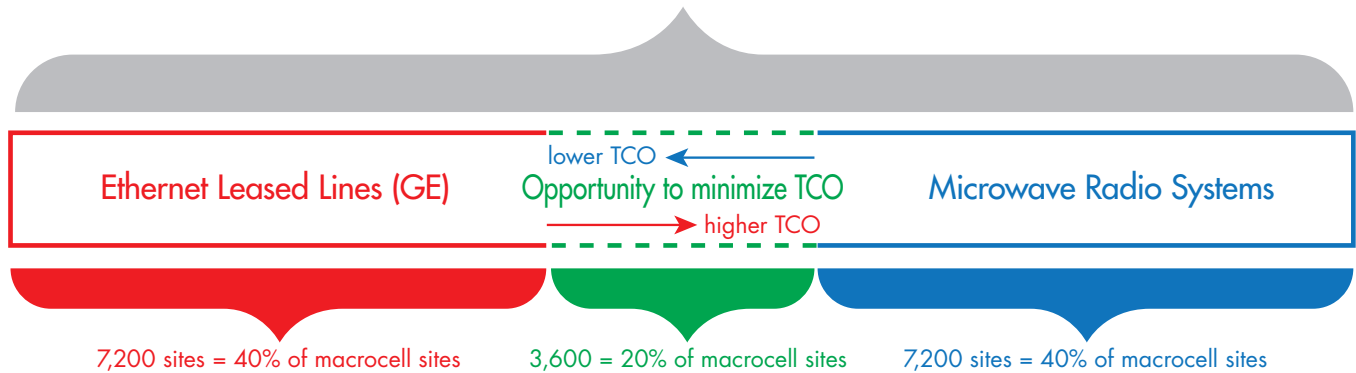 lower TCO
Ethernet Leased Lines (GE)
Opportunity to minimize TCO
Microwave Radio Systems
higher TCO
7,200 sites = 40% of macrocell sites
3,600 = 20% of macrocell sites
7,200 sites = 40% of macrocell sites